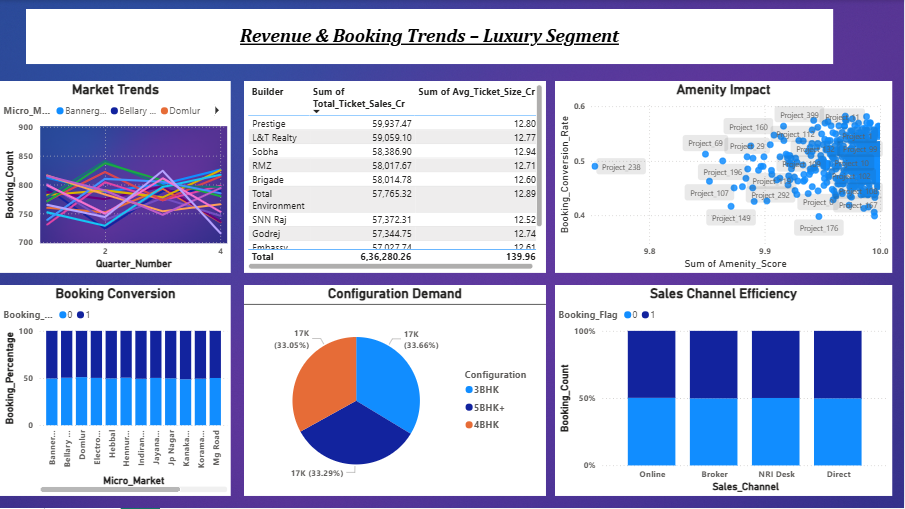 Revenue & Booking Trends – Luxury Segment
Market Trends
Micro_M... Bannerg... Bellary ... Domlur
Booking_Count
900
850
800
750
700
2
4
Quarter_Number
Builder
Sum of Total_Ticket_Sales_Cr
Sum of Avg_Ticket_Size_Cr
Prestige 59,937.47 12.80
L&T Realty 59,059.10 12.77
Sobha 58,386.90 12.94
RMZ 58,017.67 12.71
Brigade 58,014.78 12.60
Total 57,765.32 12.89
Environment
SNN Raj 57,372.31 12.52
Godrej 57,344.75 12.74
Embassy 57,027.74 12.61
Total 6,36,280.26 139.96
Amenity Impact
Booking_Conversion_Rate
0.6
0.5
0.4
Project 399
Project 160
Project 112
Project 69
Project 29
Project 238
Project 196
Project 107
Project 292
Project 149
Project 176
9.8
9.9
10.0
Sum of Amenity_Score
Booking Conversion
Booking_... 0 1
Booking_Percentage
100
50
0
Banner...
Bellary ...
Domlur
Electro...
Hebbal
Hennur...
Indiran...
Jayana...
Jp Nagar
Kanaka...
Korama...
Mg Road
Micro_Market
Configuration Demand
17K
(33.05%)
17K
(33.66%)
17K (33.29%)
Configuration
3BHK
5BHK+
4BHK
Sales Channel Efficiency
Booking_Flag 0 1
Booking_Count
100%
50%
0%
Online
Broker
NRI Desk
Direct
Sales_Channel